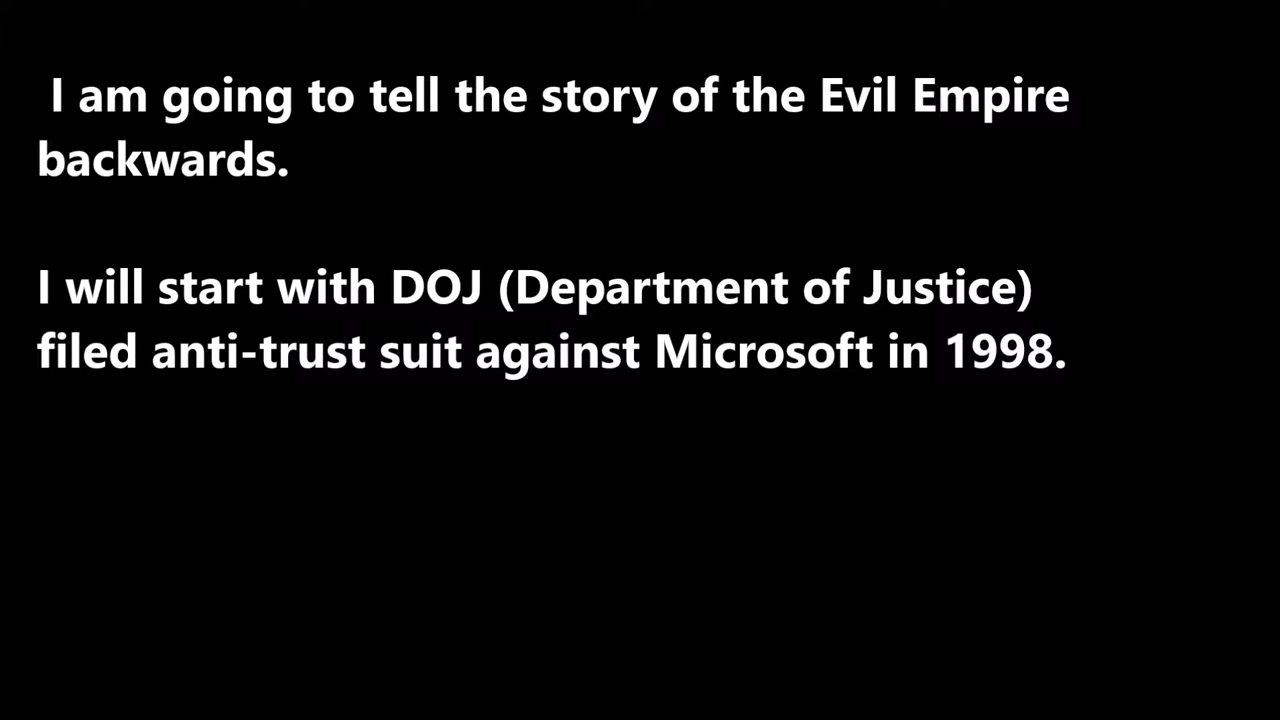 I am going to tell the story of the Evil Empire
backwards.
I will start with DOJ (Department of Justice)
filed anti-trust suit against Microsoft in 1998.